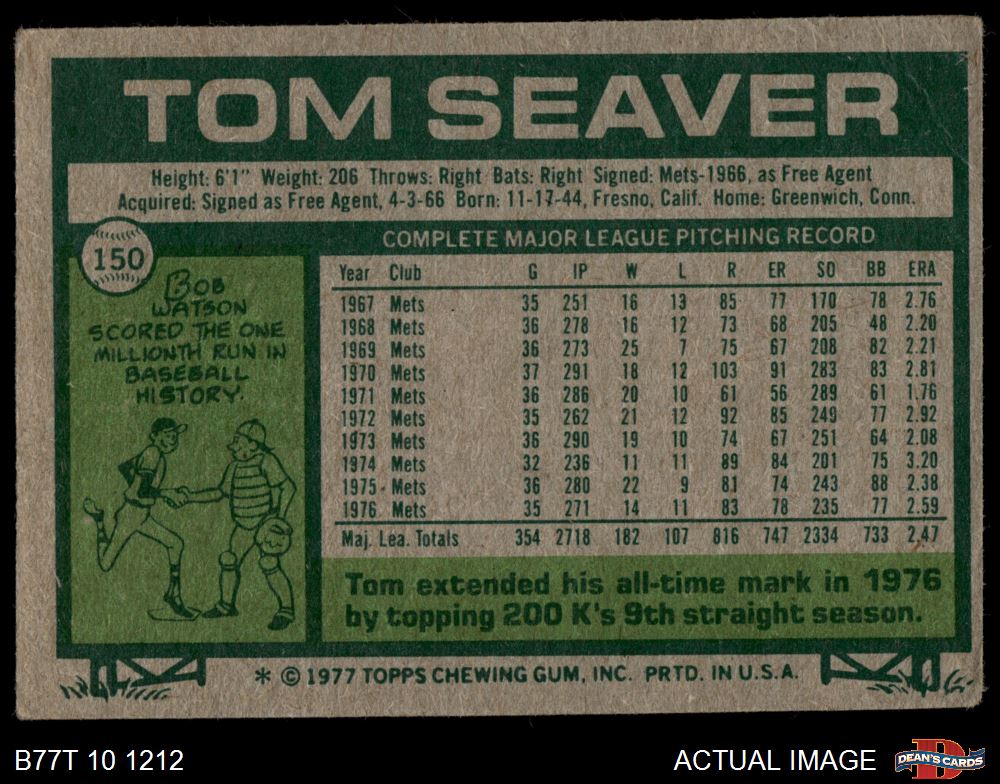 TOM SEAVER
Height: 6'1" Weight: 206 Throws: Right Bats: Right Signed: Mets-1966, as Free Agent
Acquired: Signed as Free Agent, 4-3-66 Born: 11-17-44, Fresno, Calif. Home: Greenwich, Conn.
150
BOB
WATSON
SCORED THE ONE
MILLIONTH RUN IN
BASEBALL
HISTORY.
COMPLETE MAJOR LEAGUE PITCHING RECORD
Year Club G IP W L R ER SO BB ERA
1967 Mets 35 251 16 13 85 77 170 78 2.76
1968 Mets 36 278 16 12 73 68 205 48 2.20
1969 Mets 36 273 25 7 75 67 208 82 2.21
1970 Mets 37 291 18 12 103 91 283 83 2.81
1971 Mets 36 286 20 10 61 56 289 61 1.76
1972 Mets 35 262 21 12 92 85 249 77 2.92
1973 Mets 36 290 19 10 74 67 251 64 2.08
1974 Mets 32 236 11 11 89 84 201 75 3.20
1975 Mets 36 280 22 9 81 74 243 88 2.38
1976 Mets 35 271 14 11 83 78 235 77 2.59
Maj. Lea. Totals 354 2718 182 107 816 747 2334 733 2.47
Tom extended his all-time mark in 1976
by topping 200 K's 9th straight season.
* © 1977 TOPPS CHEWING GUM, INC. PRTD. IN U.S.A.
B77T 10 1212
ACTUAL IMAGE
DEAN'S CARDS